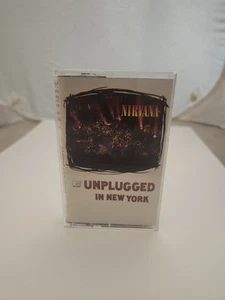 NIRVANA
UNPLUGGED
IN NEW YORK